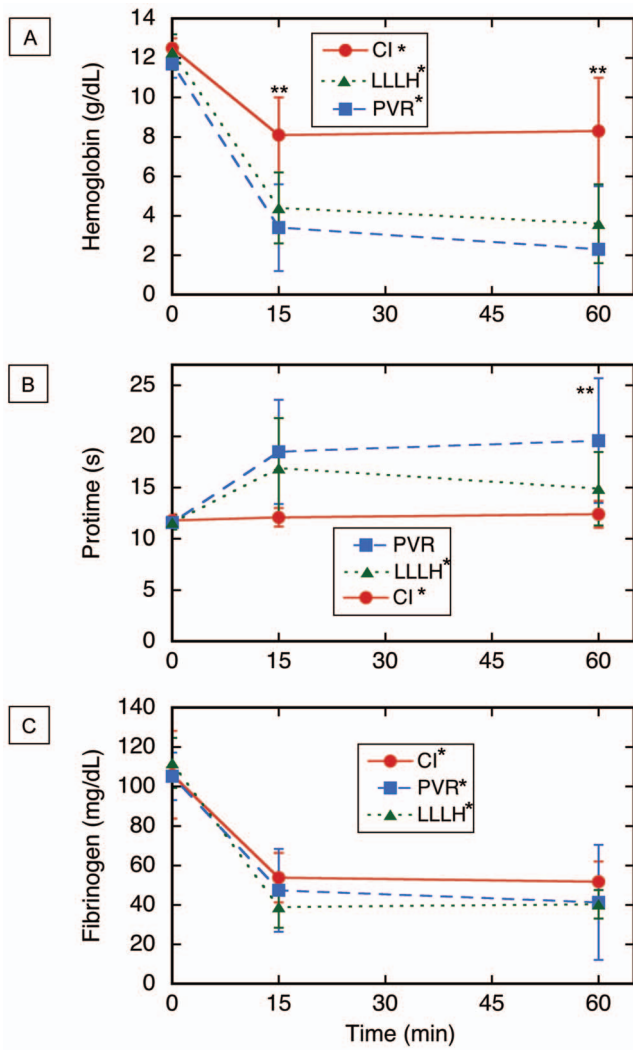 A
Hemoglobin (g/dL)
14
12
10
8
6
4
2
0
CI*
LLLH*
PVR*
**
**
0
15
30
45
60
B
Protime (s)
25
20
15
10
5
0
**
PVR
LLLH*
CI*
0
15
30
45
60
C
Fibrinogen (mg/dL)
140
120
100
80
60
40
20
0
CI*
PVR*
LLLH*
0
15
30
45
60
Time (min)